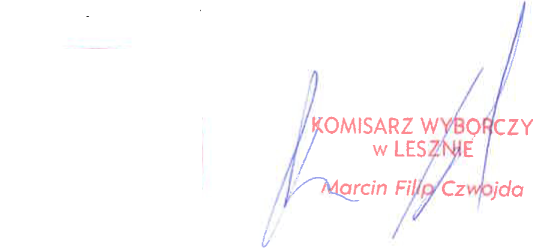 KOMISARZ WYBORCZY
w LESZNIE
Marcin Filip Czwojda